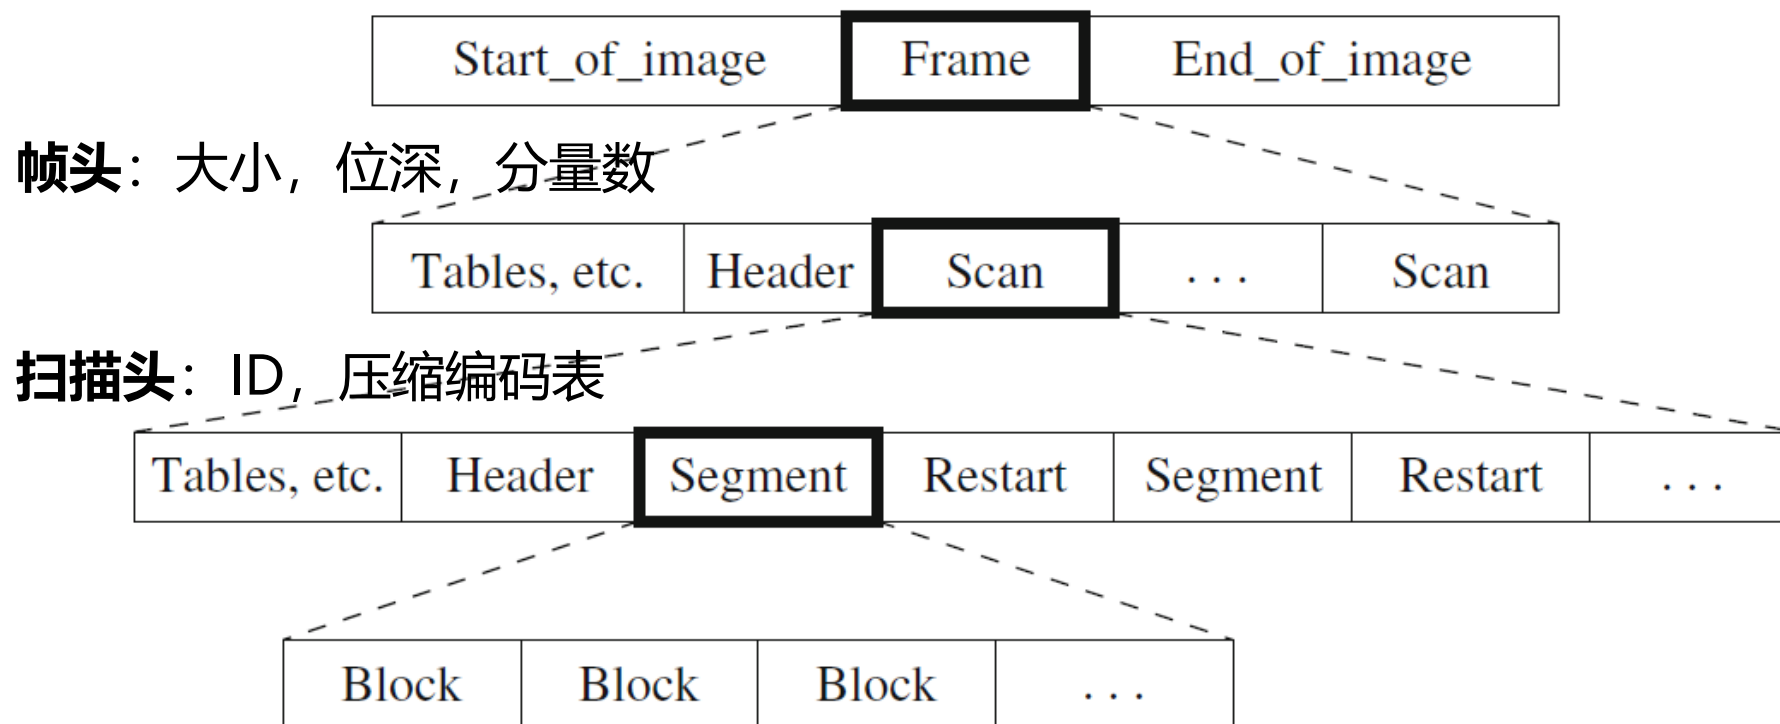 Start_of_image Frame End_of_image
帧头：大小，位深，分量数
Tables, etc. Header Scan . . . Scan
扫描头：ID，压缩编码表
Tables, etc. Header Segment Restart Segment Restart . . .
Block Block Block . . .